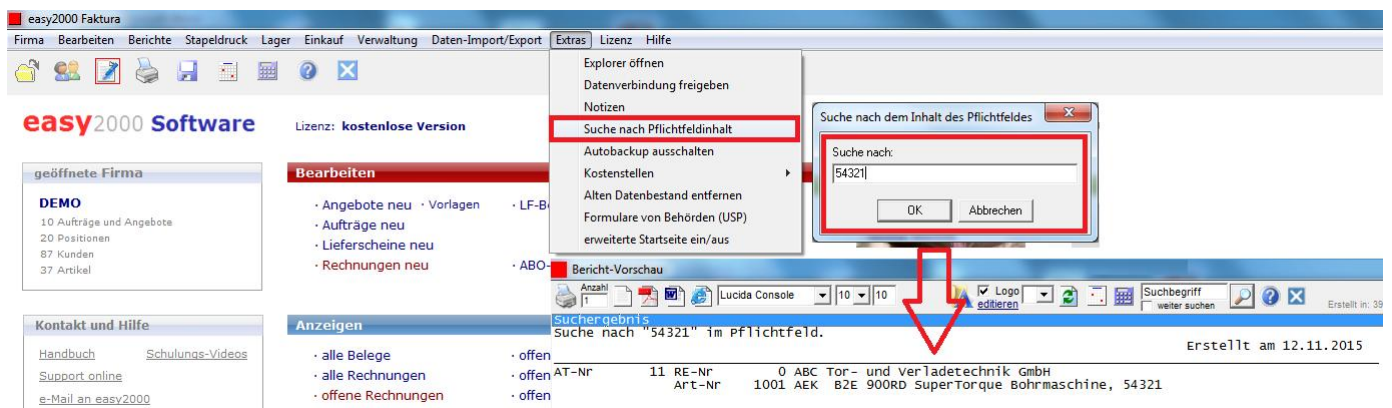 easy2000 Faktura
Firma Bearbeiten Berichte Stapeldruck Lager Einkauf Verwaltung Daten-Import/Export Extras Lizenz Hilfe
Explorer öffnen
Datenverbindung freigeben
Notizen
Suche nach Pflichtfeldinhalt
Autobackup ausschalten
Kostenstellen
Alten Datenbestand entfernen
Formulare von Behörden (USP)
erweiterte Startseite ein/aus
Suche nach dem Inhalt des Pflichtfeldes
Suche nach:
54321
OK Abbrechen
easy2000 Software
Lizenz: kostenlose Version
geöffnete Firma
DEMO
10 Aufträge und Angebote
20 Positionen
87 Kunden
37 Artikel
Bearbeiten
· Angebote neu · Vorlagen
· Aufträge neu
· Lieferscheine neu
· Rechnungen neu
· ABO-
Kontakt und Hilfe
Handbuch Schulungs-Videos
Support online
e-Mail an easy2000
Anzeigen
· alle Belege · offen
· alle Rechnungen · offen
· offene Rechnungen · offen
Bericht-Vorschau
Anzahl
1
Lucida Console 10 10
Logo
editieren
Suchbegriff
weiter suchen
Erstellt in: 39
Suchergebnis
Suche nach "54321" im Pflichtfeld.
Erstellt am 12.11.2015
AT-Nr 11 RE-Nr 0 ABC Tor- und Verladetechnik GmbH
Art-Nr 1001 AEK B2E 900RD SuperTorque Bohrmaschine, 54321